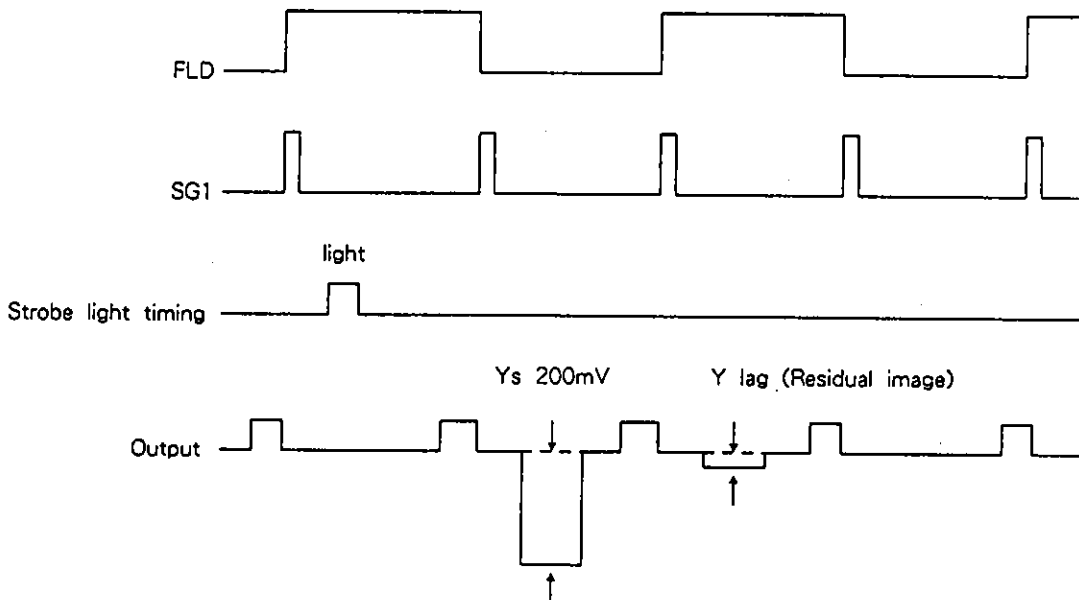 FLD
SG1
light
Strobe light timing
Ys 200mV
Y lag (Residual image)
Output